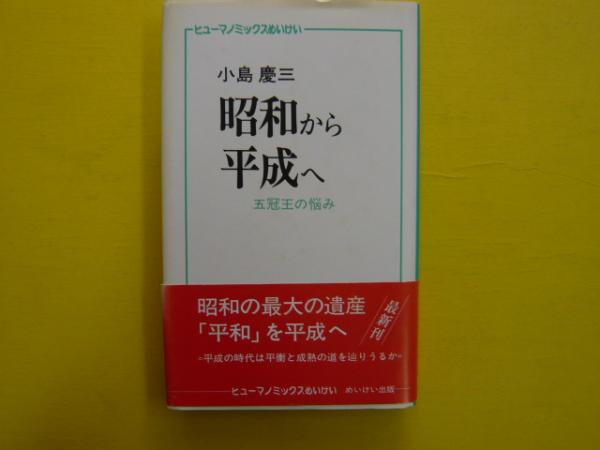 ヒューマノミックスめいけい
小島 慶三
昭和から
平成へ
五冠王の悩み
昭和の最大の遺産
「平和」を平成へ
最新刊
=平成の時代は平衡と成熟の道を辿りうるか=
ヒューマノミックスめいけい めいけい出版